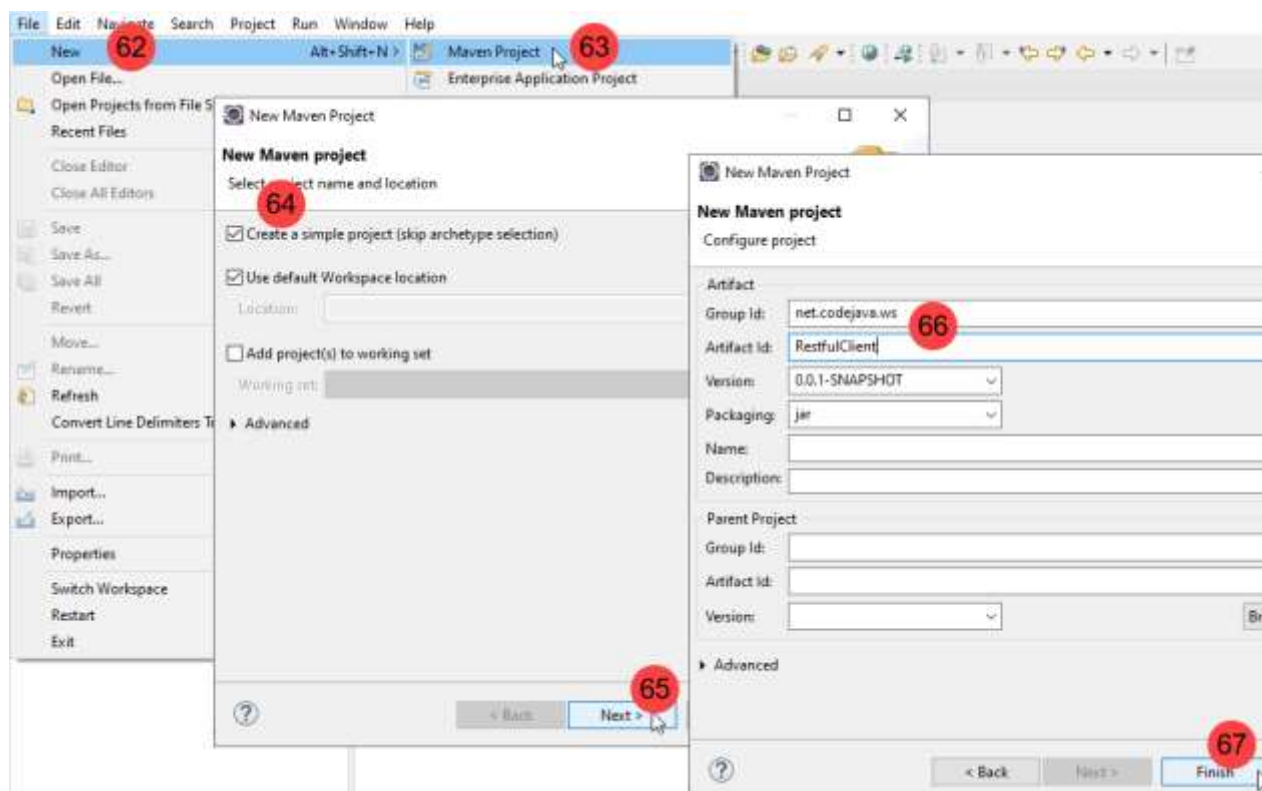 File Edit Navigate Search Project Run Window Help
New 62 Alt+Shift+N > Maven Project 63
Open File... Enterprise Application Project
Open Projects from File S
Recent Files
Close Editor
Close All Editors
Save
Save As...
Save All
Revert
Move...
Rename...
Refresh
Convert Line Delimiters T
Print...
Import...
Export...
Properties
Switch Workspace
Restart
Exit
New Maven Project
New Maven project
Select project name and location
64
Create a simple project (skip archetype selection)
Use default Workspace location
Location:
Add project(s) to working set
Working set:
Advanced
65
< Back Next >
New Maven Project
New Maven project
Configure project
Artifact
Group Id: net.codejava.ws
66
Artifact Id: RestfulClient
Version: 0.0.1-SNAPSHOT
Packaging: jar
Name:
Description:
Parent Project
Group Id:
Artifact Id:
Version: Br
Advanced
67
< Back Next > Finish